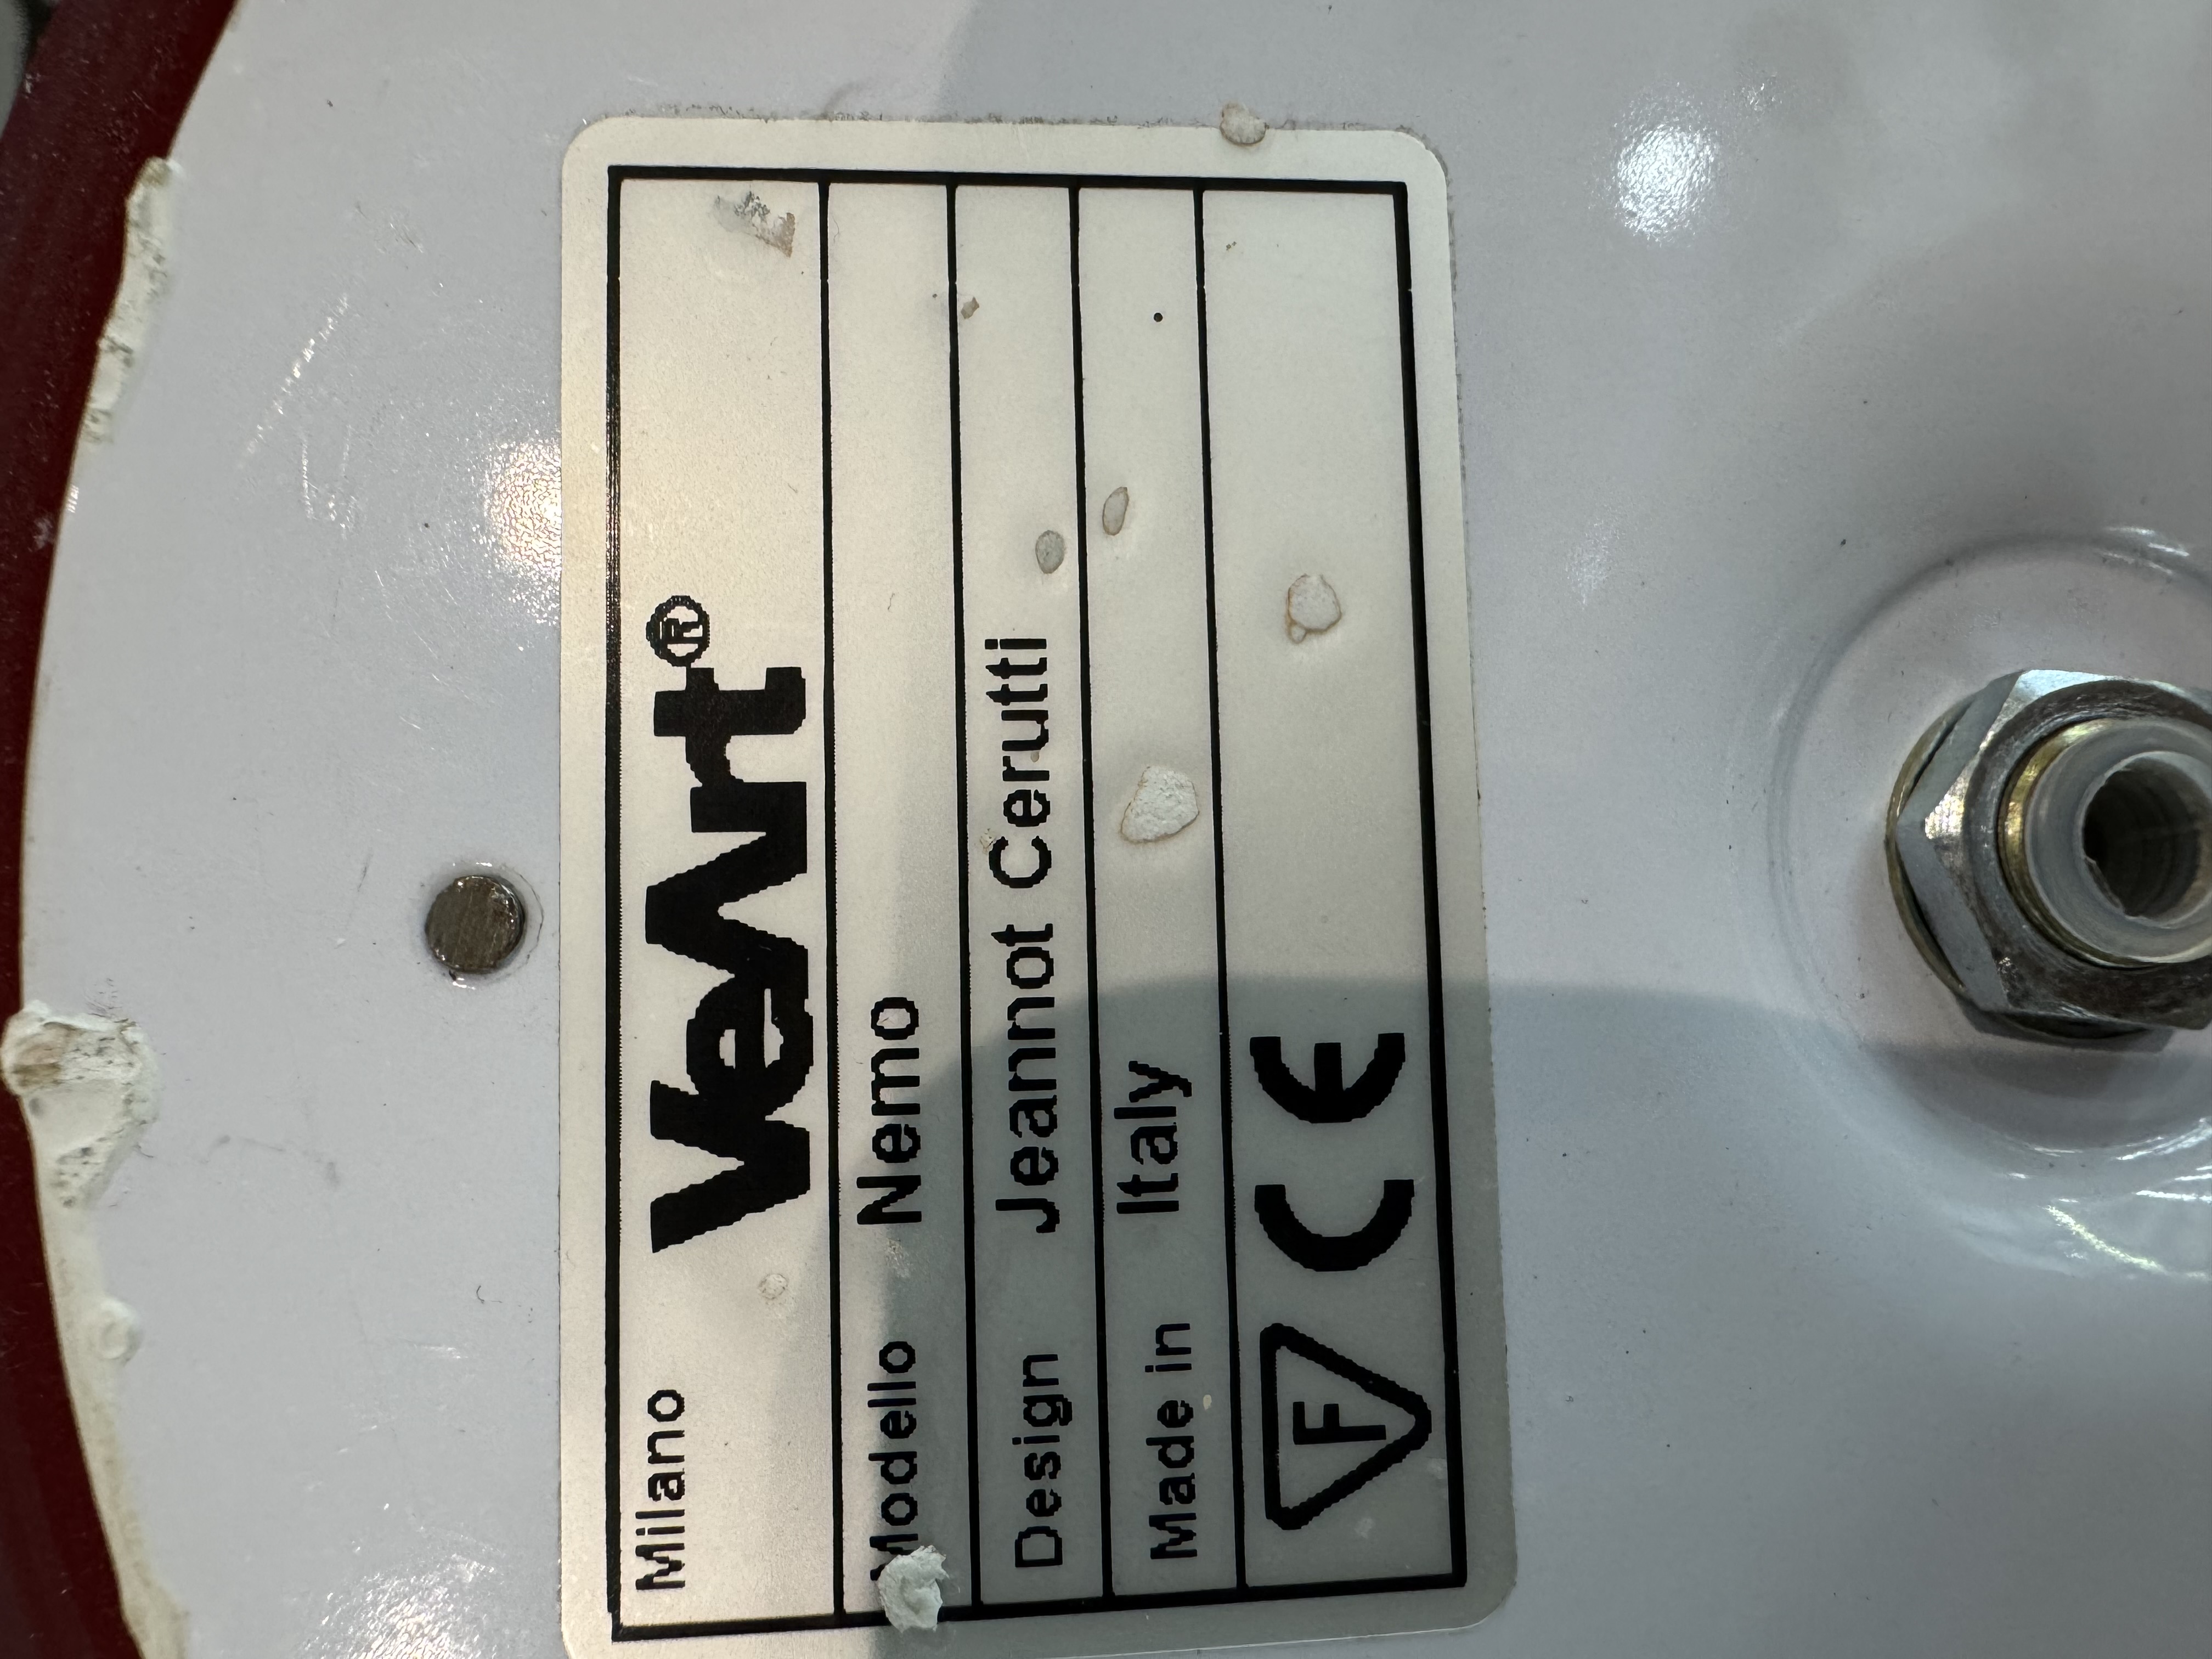 Milano VeArt®
Modello Nemo
Design Jeannot Cerutti
Made in Italy
F CE